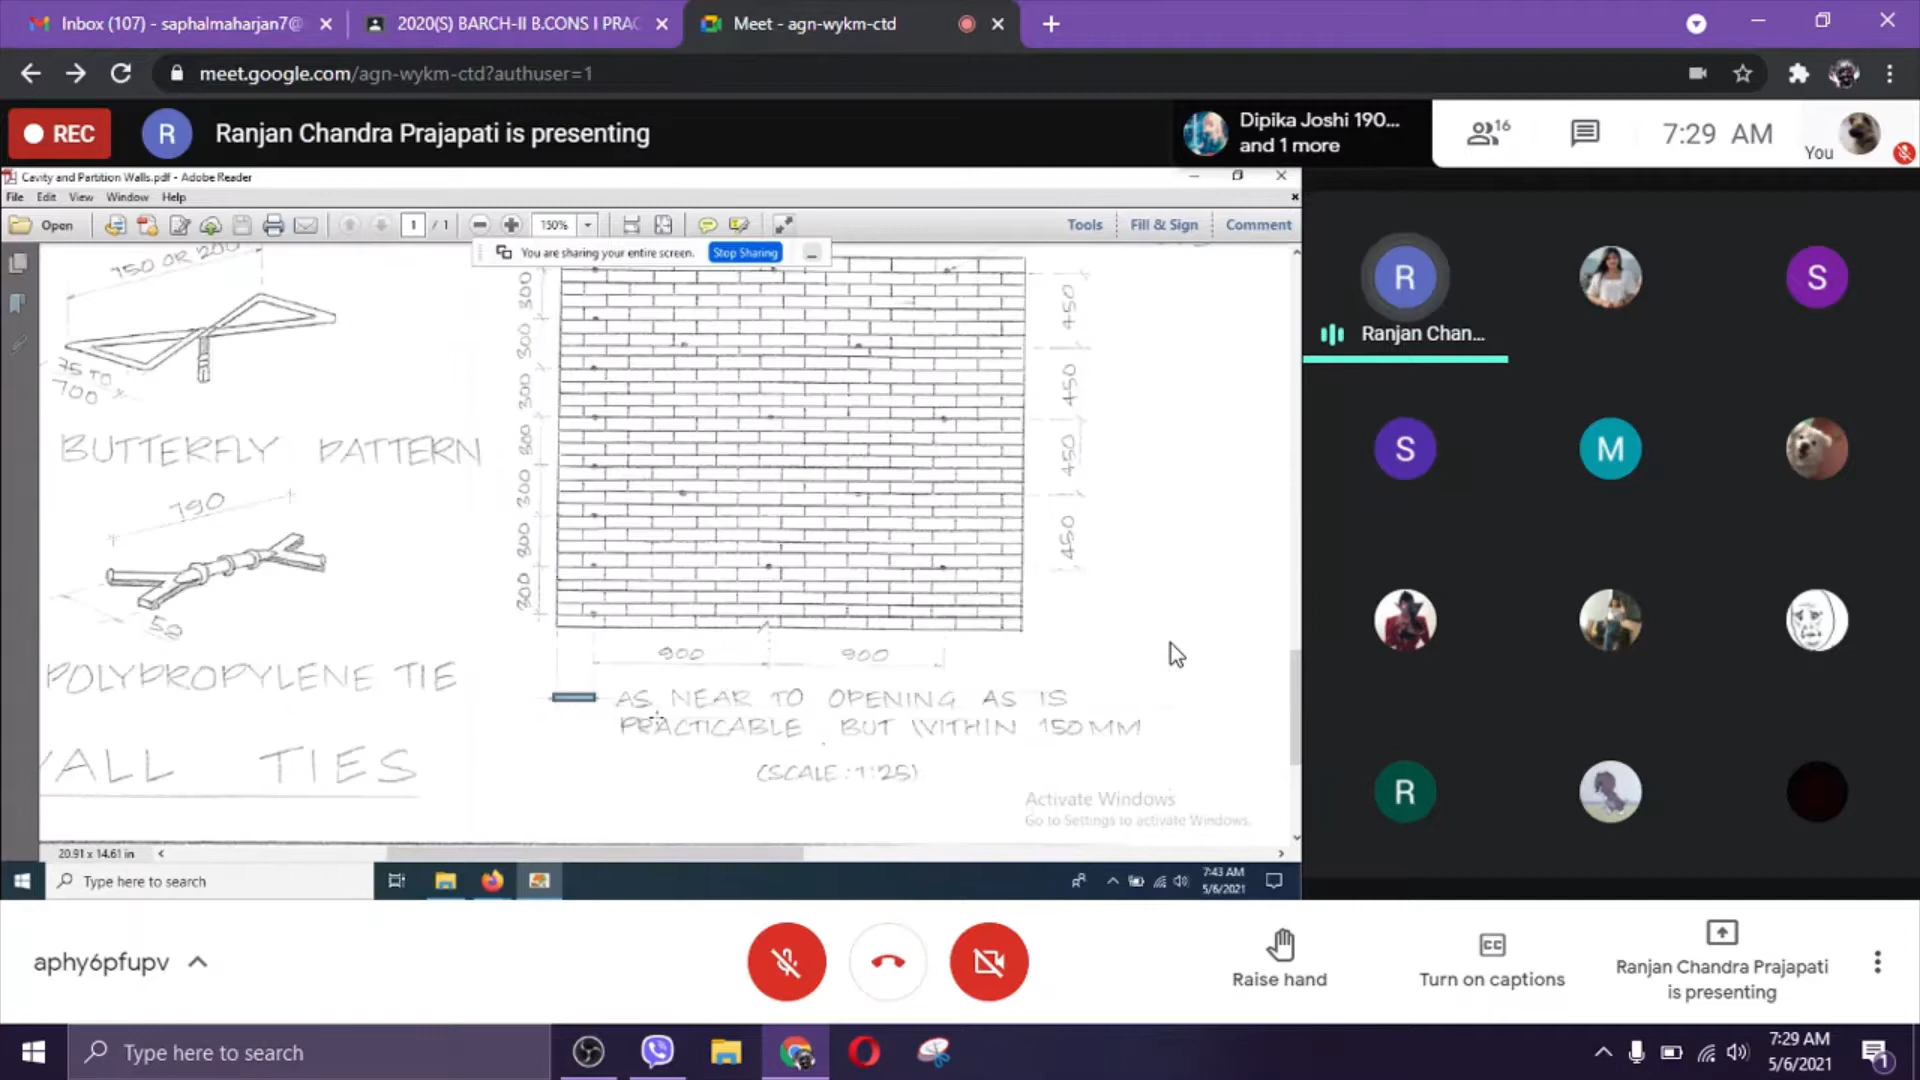 Inbox (107) - saphalmaharjan7@
2020(S) BARCH-II B.CONS I PRAC
Meet - agn-wykm-ctd
meet.google.com/agn-wykm-ctd?authuser=1
REC
R
Ranjan Chandra Prajapati is presenting
Dipika Joshi 190...
and 1 more
16
7:29 AM
You
Cavity and Partition Walls.pdf - Adobe Reader
File Edit View Window Help
Open
1 / 1
150%
Tools
Fill & Sign
Comment
You are sharing your entire screen.
Stop Sharing
150 OR 200
75 TO
100
BUTTERFLY PATTERN
190
50
POLYPROPYLENE TIE
WALL TIES
300
300
300
300
300
300
300
450
450
450
450
900
900
AS NEAR TO OPENING AS IS
PRACTICABLE BUT WITHIN 150MM
(SCALE:1:25)
Activate Windows
Go to Settings to activate Windows.
20.91 x 14.61 in
Type here to search
7:43 AM
5/6/2021
R
Ranjan Chan...
S
S
M
R
aphy6pfupv
Raise hand
Turn on captions
Ranjan Chandra Prajapati
is presenting
Type here to search
7:29 AM
5/6/2021
1